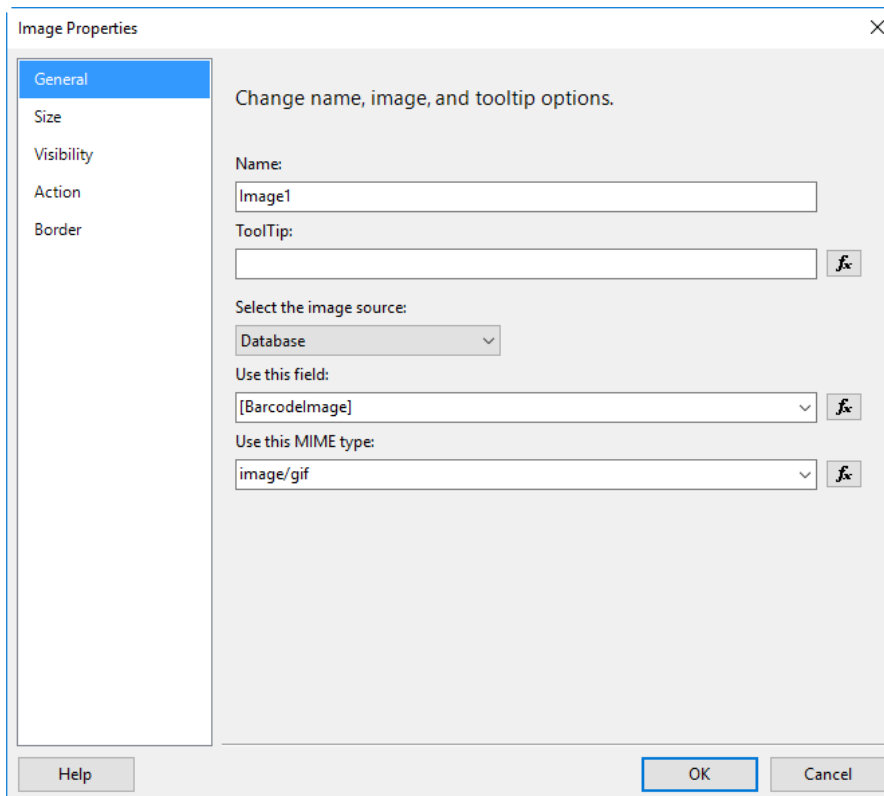 Image Properties
General
Size
Visibility
Action
Border
Change name, image, and tooltip options.
Name:
Image1
ToolTip:
fx
Select the image source:
Database
Use this field:
[BarcodeImage]
fx
Use this MIME type:
image/gif
fx
Help
OK
Cancel